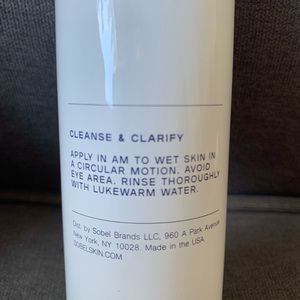 CLEANSE & CLARIFY
APPLY IN AM TO WET SKIN IN
A CIRCULAR MOTION. AVOID
EYE AREA. RINSE THOROUGHLY
WITH LUKEWARM WATER.
Dist. by Sobel Brands LLC, 960 A Park Avenue
New York, NY 10028. Made in the USA.
SOBELSKIN.COM